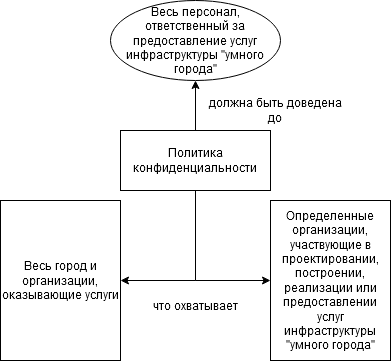 Весь персонал,
ответственный за
предоставление услуг
инфраструктуры "умного
города"
должна быть доведена
до
Политика
конфиденциальности
Весь город и
организации,
оказывающие услуги
что охватывает
Определенные
организации,
участвующие в
проектировании,
построении,
реализации или
предоставлении
услуг
инфраструктуры
"умного города"